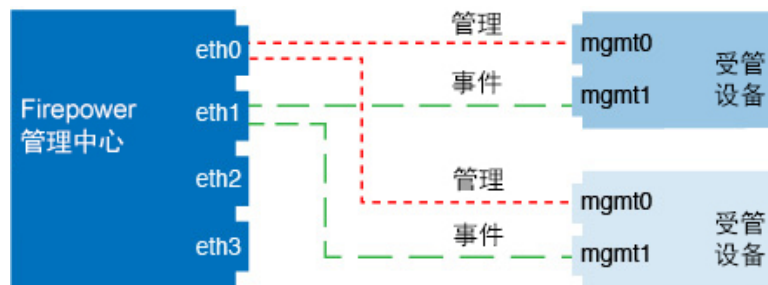 Firepower
管理中心
eth0
eth1
eth2
eth3
管理
事件
管理
事件
mgmt0
mgmt1
受管
设备
mgmt0
mgmt1
受管
设备